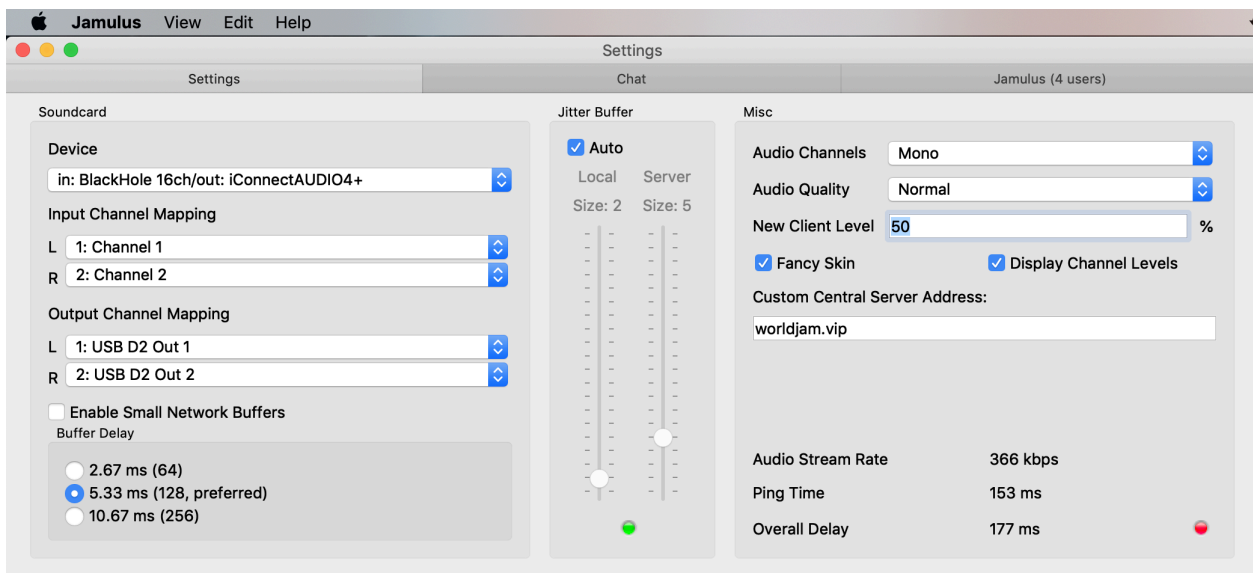 Jamulus View Edit Help
Settings
Settings Chat Jamulus (4 users)
Soundcard
Device
in: BlackHole 16ch/out: iConnectAUDIO4+
Input Channel Mapping
L 1: Channel 1
R 2: Channel 2
Output Channel Mapping
L 1: USB D2 Out 1
R 2: USB D2 Out 2
Enable Small Network Buffers
Buffer Delay
2.67 ms (64)
5.33 ms (128, preferred)
10.67 ms (256)
Jitter Buffer
Auto
Local Server
Size: 2 Size: 5
Misc
Audio Channels Mono
Audio Quality Normal
New Client Level 50 %
Fancy Skin Display Channel Levels
Custom Central Server Address:
worldjam.vip
Audio Stream Rate 366 kbps
Ping Time 153 ms
Overall Delay 177 ms